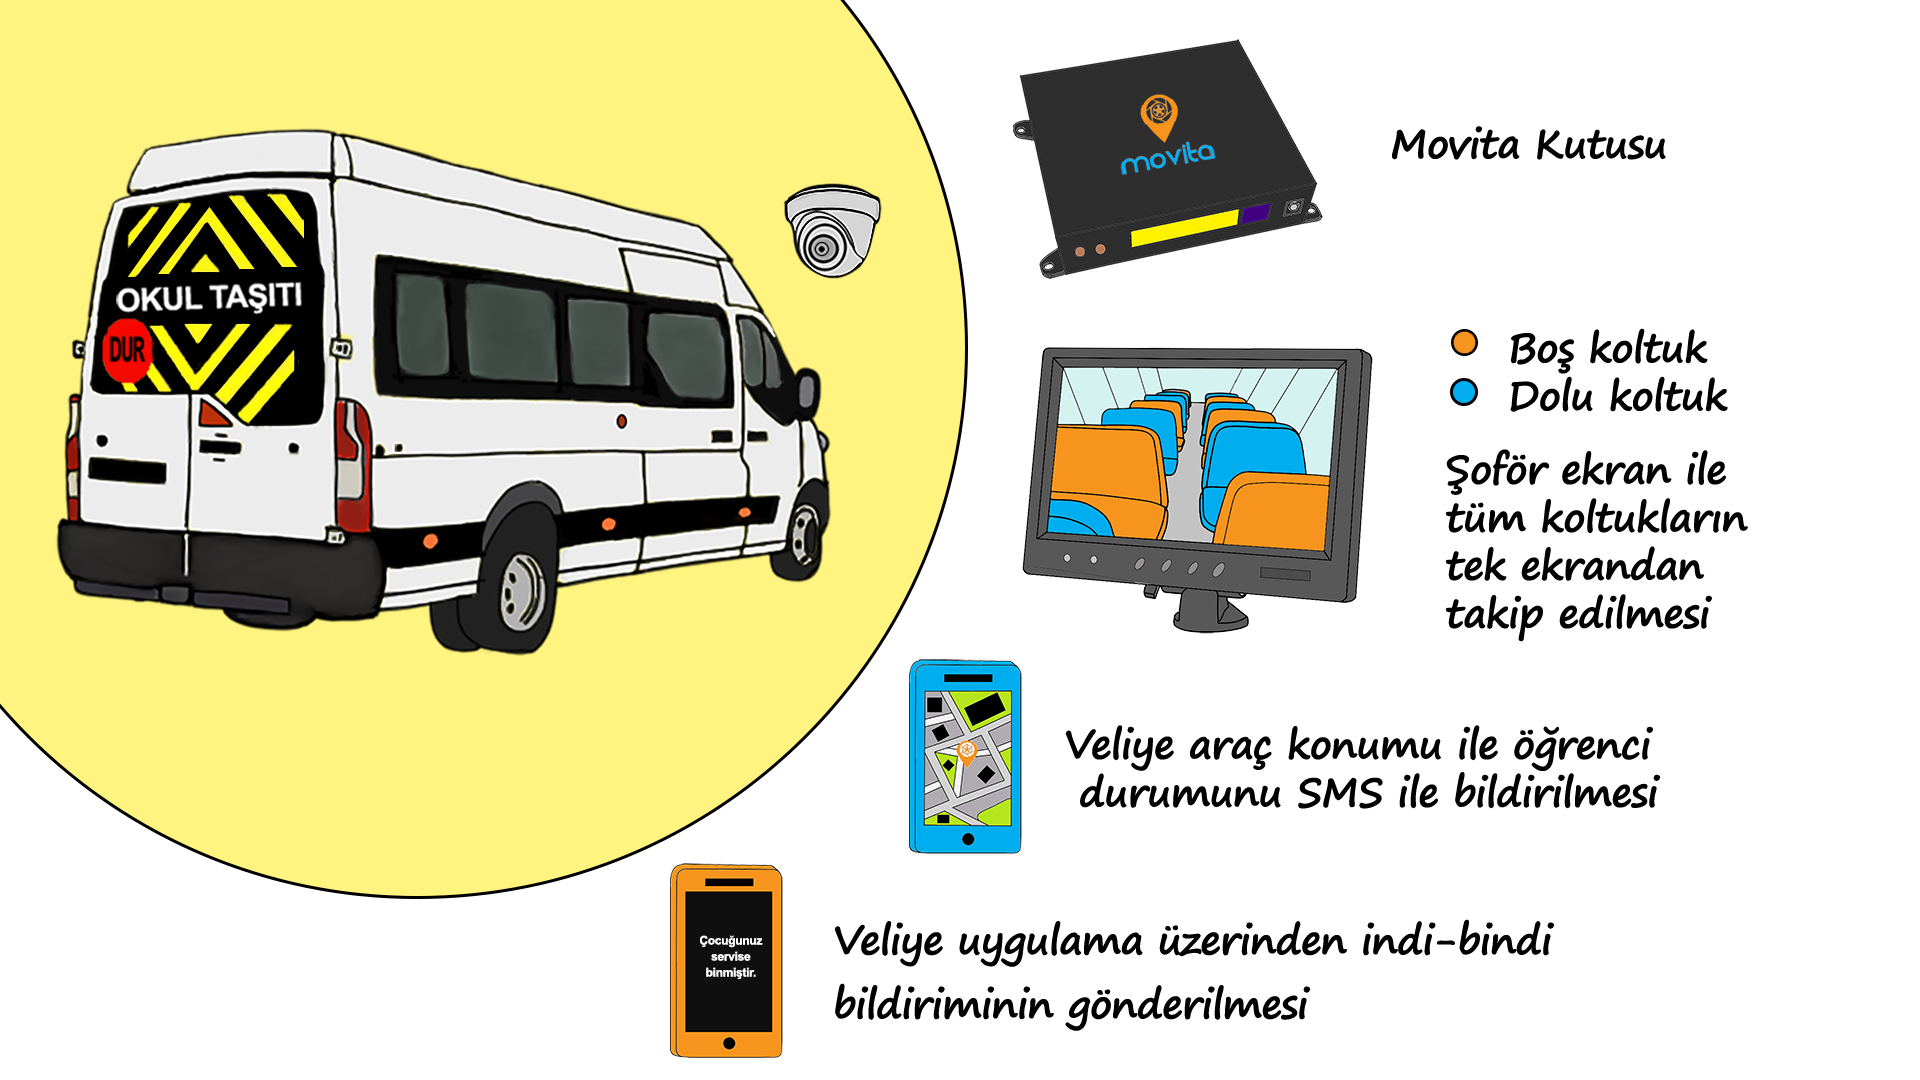 OKUL TAŞITI
DUR
movita
Movita Kutusu
Boş koltuk
Dolu koltuk
Şoför ekran ile
tüm koltukların
tek ekrandan
takip edilmesi
Veliye araç konumu ile öğrenci
durumunu SMS ile bildirilmesi
Çocuğunuz
servise
binmiştir.
Veliye uygulama üzerinden indi-bindi
bildiriminin gönderilmesi